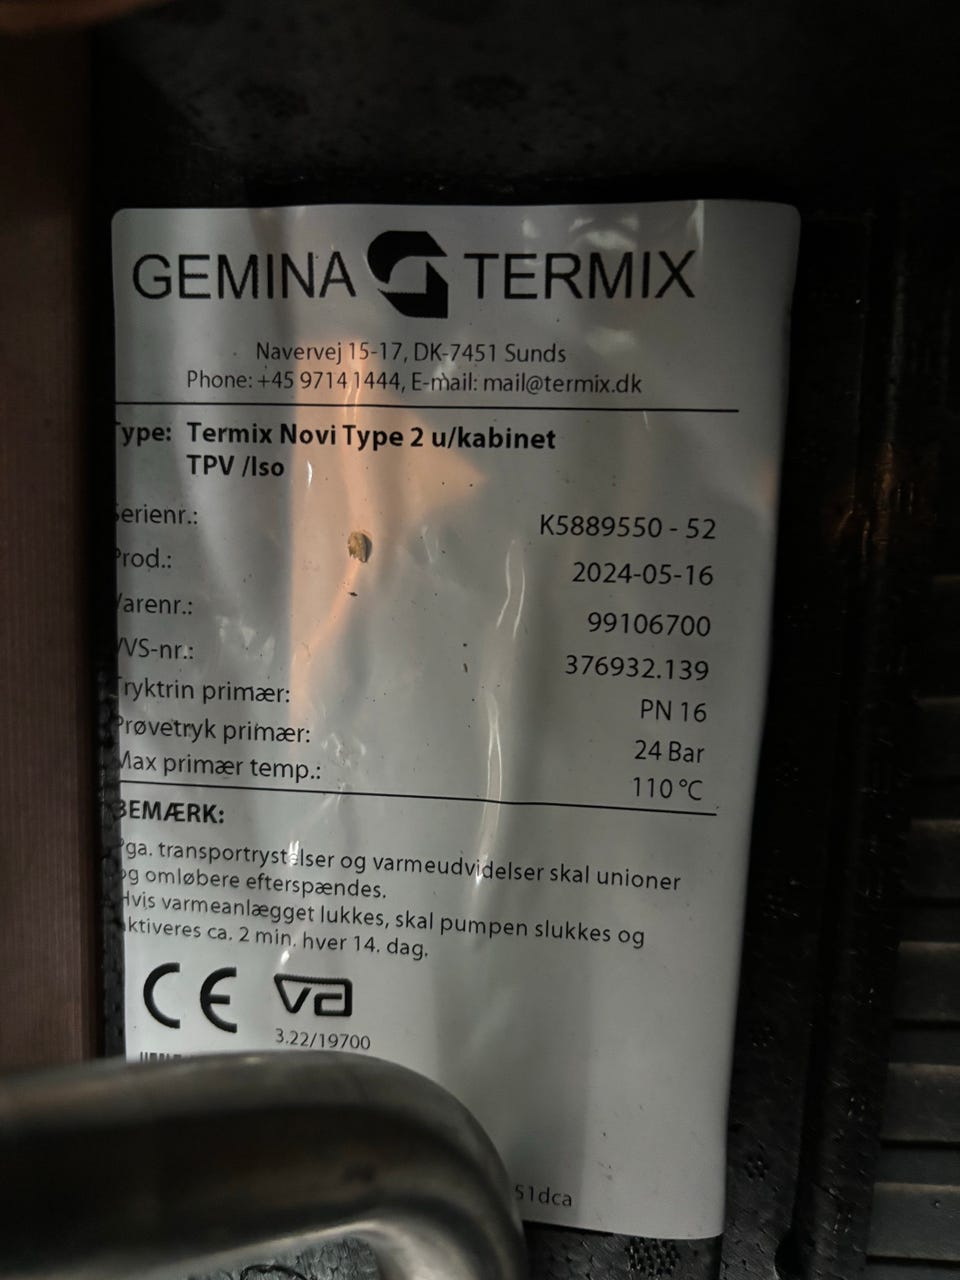 GEMINA TERMIX
Navervej 15-17, DK-7451 Sunds
Phone: +45 9714 1444, E-mail: mail@termix.dk
Type: Termix Novi Type 2 u/kabinet
TPV /Iso
Serienr.: K5889550 - 52
Prod.: 2024-05-16
Varenr.: 99106700
VVS-nr.: 376932.139
Tryktrin primær: PN 16
Prøvetryk primær: 24 Bar
Max primær temp.: 110 °C
BEMÆRK:
Pga. transportrystelser og varmeudvidelser skal unioner
og omløbere efterspændes.
Hvis varmeanlægget lukkes, skal pumpen slukkes og
aktiveres ca. 2 min. hver 14. dag.
CE va
3.22/19700
51dca